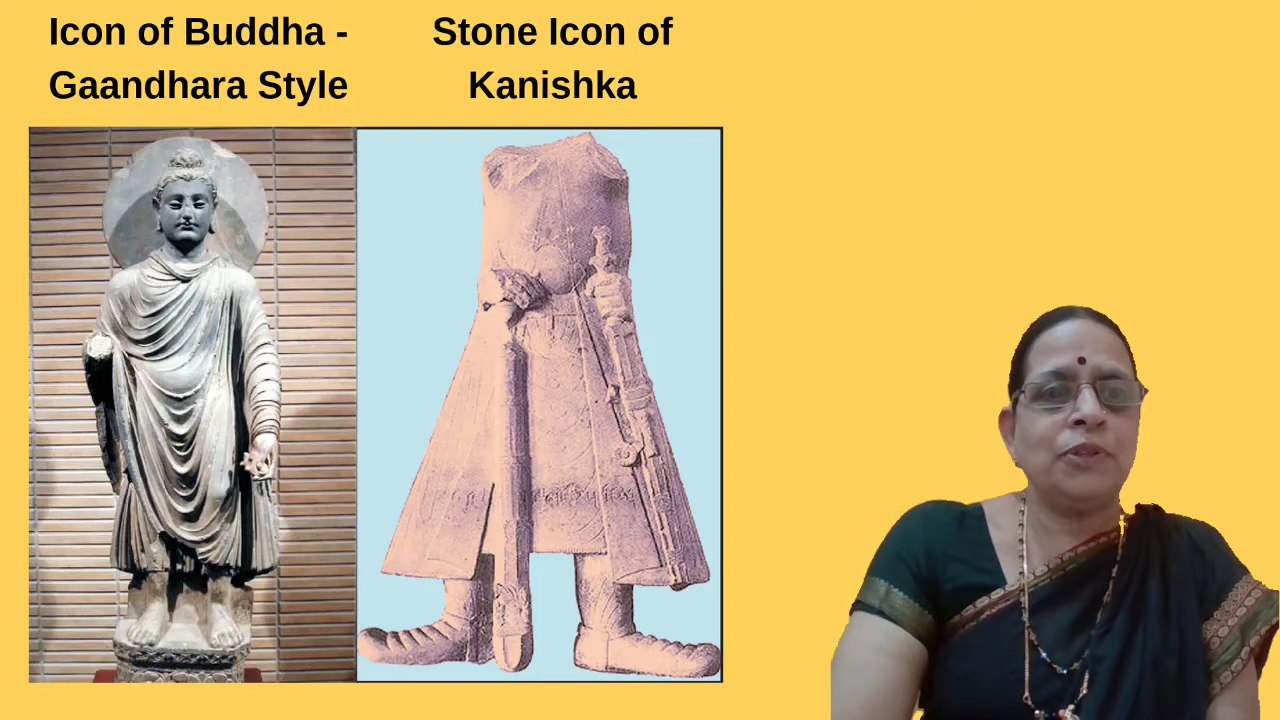 Icon of Buddha -
Gaandhara Style
Stone Icon of
Kanishka